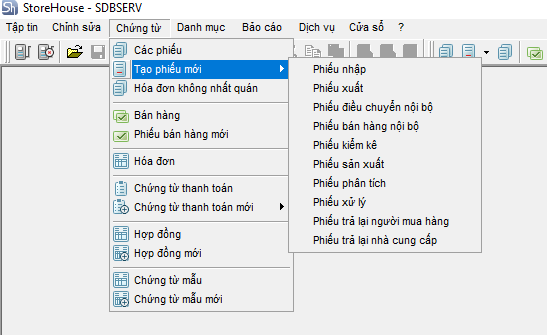 StoreHouse - SDBSERV
Tập tin Chỉnh sửa Chứng từ Danh mục Báo cáo Dịch vụ Cửa sổ ?
Các phiếu
Tạo phiếu mới
Hóa đơn không nhất quán
Bán hàng
Phiếu bán hàng mới
Hóa đơn
Chứng từ thanh toán
Chứng từ thanh toán mới
Hợp đồng
Hợp đồng mới
Chứng từ mẫu
Chứng từ mẫu mới
Phiếu nhập
Phiếu xuất
Phiếu điều chuyển nội bộ
Phiếu bán hàng nội bộ
Phiếu kiểm kê
Phiếu sản xuất
Phiếu phân tích
Phiếu xử lý
Phiếu trả lại người mua hàng
Phiếu trả lại nhà cung cấp